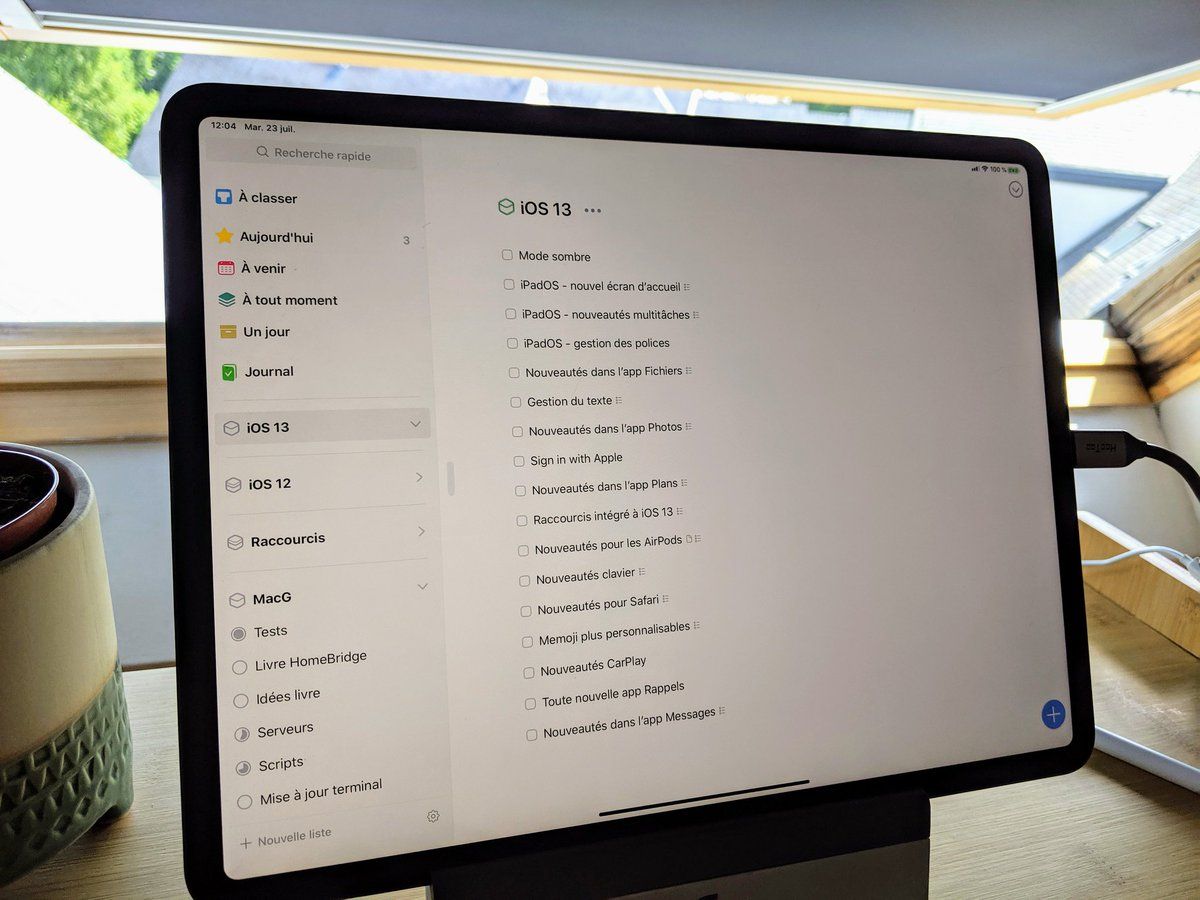 12:04 Mar. 23 juil.
100 %
Recherche rapide
À classer
Aujourd'hui 3
À venir
À tout moment
Un jour
Journal
iOS 13
iOS 12
Raccourcis
MacG
Tests
Livre HomeBridge
Idées livre
Serveurs
Scripts
Mise à jour terminal
+ Nouvelle liste
iOS 13 •••
Mode sombre
iPadOS - nouvel écran d'accueil
iPadOS - nouveautés multitâches
iPadOS - gestion des polices
Nouveautés dans l'app Fichiers
Gestion du texte
Nouveautés dans l'app Photos
Sign in with Apple
Nouveautés dans l'app Plans
Raccourcis intégré à iOS 13
Nouveautés pour les AirPods
Nouveautés clavier
Nouveautés pour Safari
Memoji plus personnalisables
Nouveautés CarPlay
Toute nouvelle app Rappels
Nouveautés dans l'app Messages